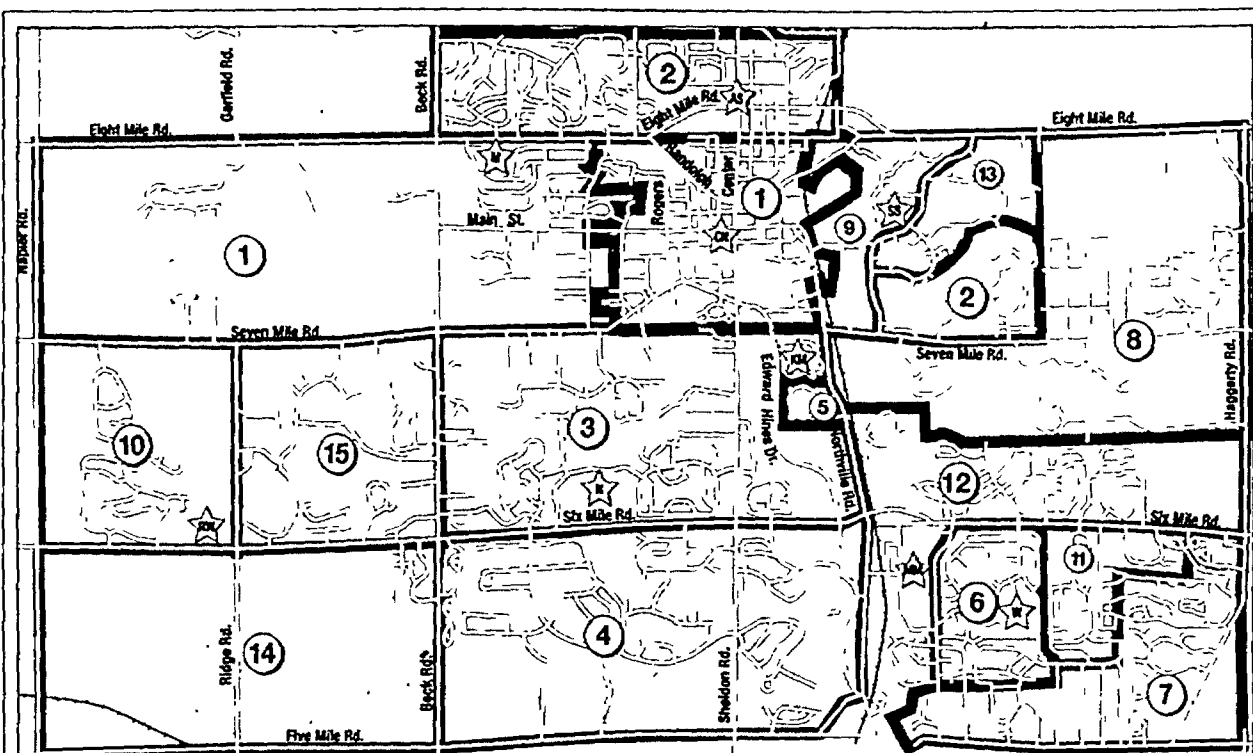 Garfield Rd.
Beck Rd.
2
Eight Mile Rd.
AS
Eight Mile Rd.
Eight Mile Rd.
Randolph
Center
13
Napier Rd.
Main St.
Rogers
1
9
1
2
Seven Mile Rd.
Seven Mile Rd.
8
Haggerty Rd.
Edward Hines Dr.
5
Northville Rd.
3
10
15
12
Six Mile Rd.
Six Mile Rd.
11
6
4
Ridge Rd.
14
Beck Rd.
Sheldon Rd.
7
Five Mile Rd.